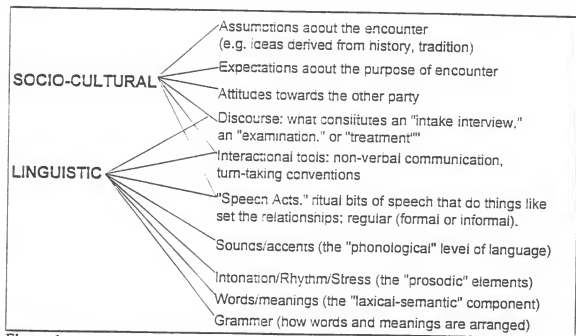 Assumptions about the encounter
(e.g. ideas derived from history, tradition)
SOCIO-CULTURAL
Expectations about the purpose of encounter
Attitudes towards the other party
Discourse: what constitutes an "intake interview,"
an "examination," or "treatment""
LINGUISTIC
Interactional tools: non-verbal communication,
turn-taking conventions
"Speech Acts," ritual bits of speech that do things like
set the relationships; regular (formal or informal).
Sounds/accents (the "phonological" level of language)
Intonation/Rhythm/Stress (the "prosodic" elements)
Words/meanings (the "laxical-semantic" component)
Grammer (how words and meanings are arranged)